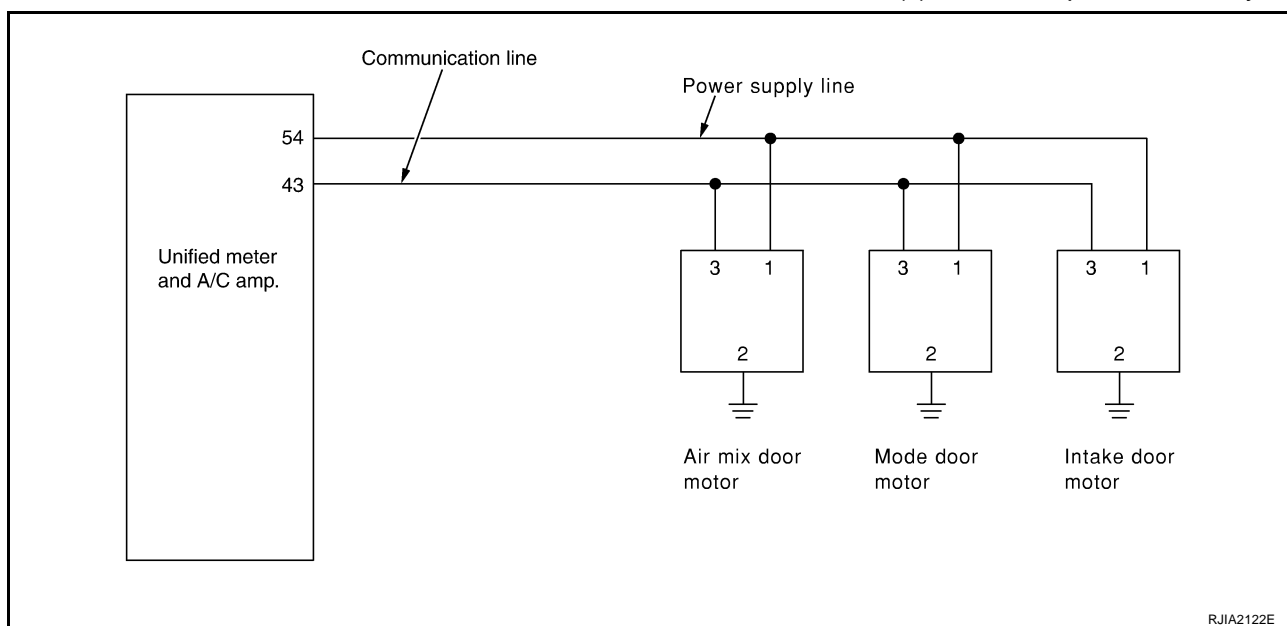 Communication line
Power supply line
54
43
Unified meter
and A/C amp.
3 1
3 1
3 1
2
2
2
Air mix door
motor
Mode door
motor
Intake door
motor
RJIA2122E